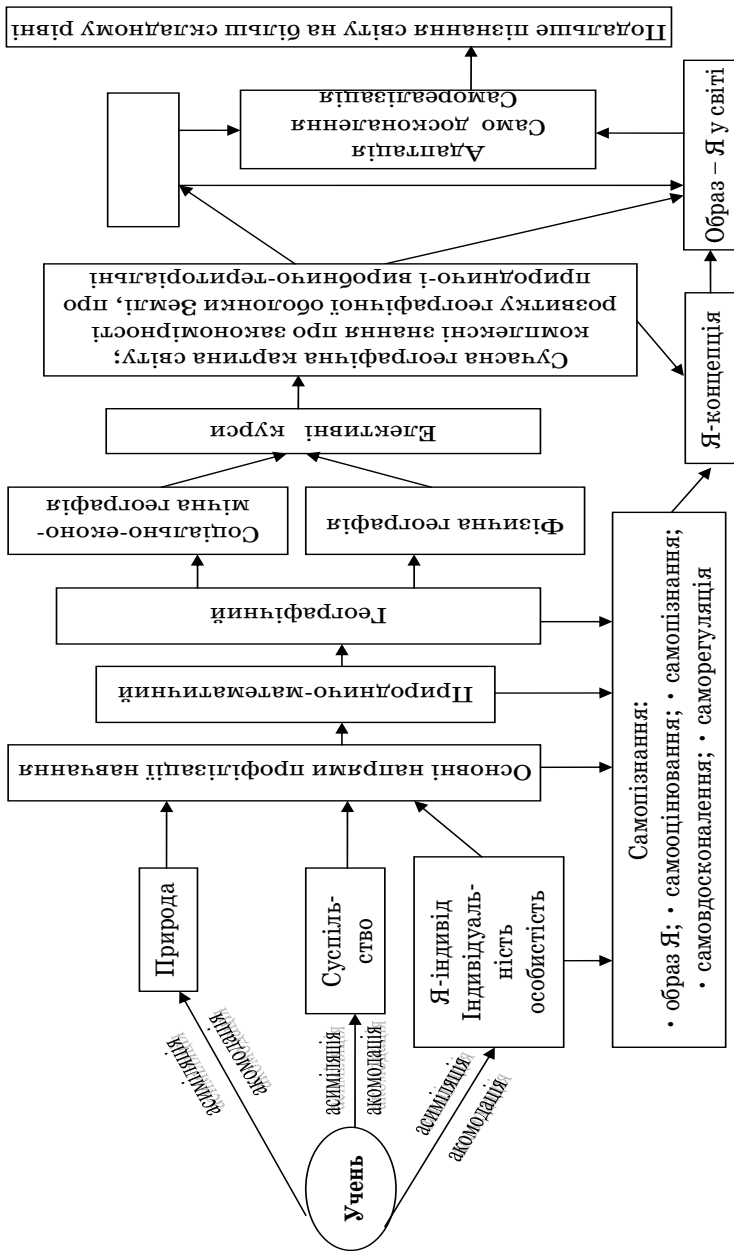 Учень
асиміляція
акомодація
асиміляція
акомодація
асиміляція
акомодація
Природа
Суспіль-
ство
Я-індивід
Індивідуаль-
ність
особистість
Основні напрями профілізації навчання
Природничо-математичний
Географічний
Соціально-еконо-
мічна географія
Фізична географія
Елективні курси
Сучасна географічна картина світу;
комплексні знання про закономірності
розвитку географічної оболонки Землі, про
природничо-і-виробничо-територіальні
Адаптація
Само досконалення
Самореалізація
Подальше пізнання світу на більш складному рівні
Самопізнання:
• образ Я; • самооцінювання; • самопізнання;
• самовдосконалення; • саморегуляція
Я-концепція
Образ – Я у світі